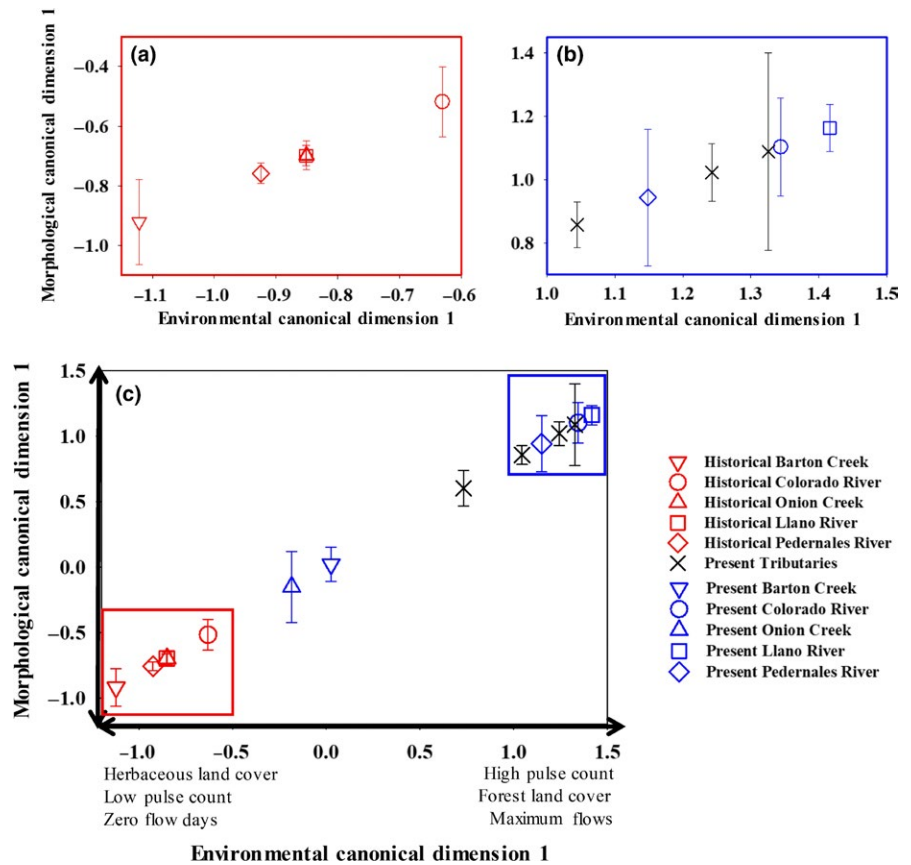 (a)
Morphological canonical dimension 1
−0.4
−0.6
−0.8
−1.0
−1.1 −1.0 −0.9 −0.8 −0.7 −0.6
Environmental canonical dimension 1
(b)
Morphological canonical dimension 1
1.4
1.2
1.0
0.8
1.0 1.1 1.2 1.3 1.4 1.5
Environmental canonical dimension 1
(c)
Morphological canonical dimension 1
1.5
1.0
0.5
0.0
−0.5
−1.0
−1.0 −0.5 0.0 0.5 1.0 1.5
Herbaceous land cover
Low pulse count
Zero flow days
High pulse count
Forest land cover
Maximum flows
Environmental canonical dimension 1
Historical Barton Creek
Historical Colorado River
Historical Onion Creek
Historical Llano River
Historical Pedernales River
Present Tributaries
Present Barton Creek
Present Colorado River
Present Onion Creek
Present Llano River
Present Pedernales River